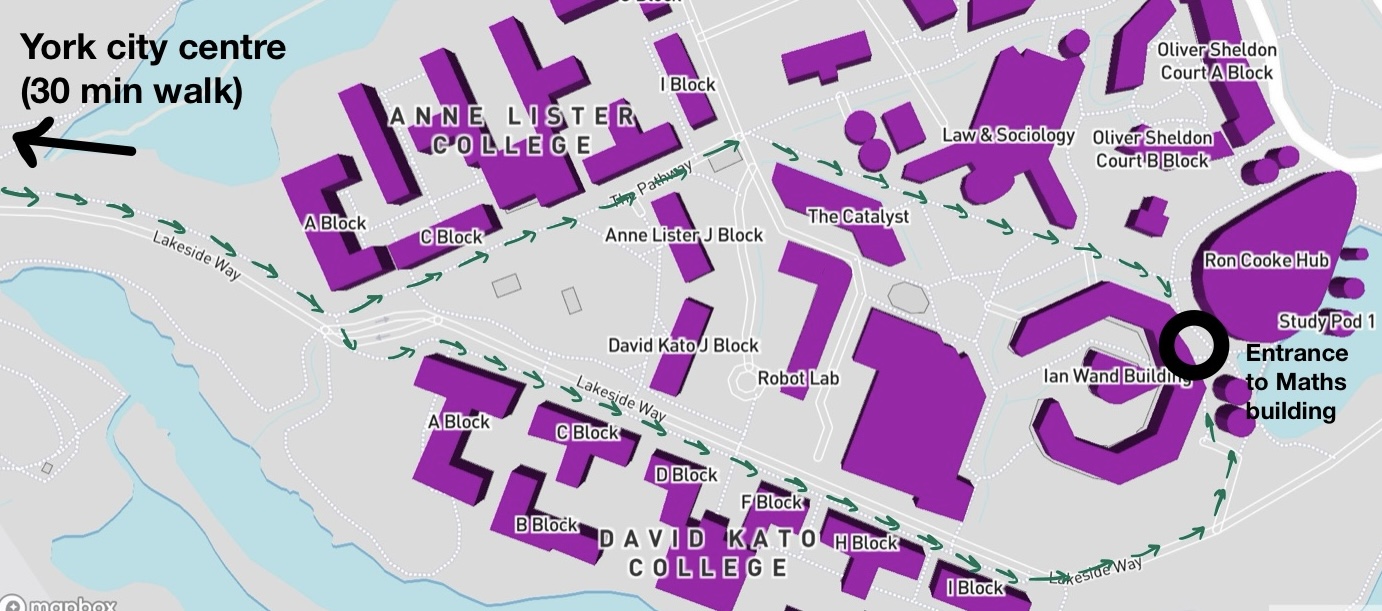 York city centre
(30 min walk)
I Block
Oliver Sheldon
Court A Block
ANNE LISTER
COLLEGE
Law & Sociology
Oliver Sheldon
Court B Block
The Pathway
A Block
C Block
Anne Lister J Block
The Catalyst
Lakeside Way
Ron Cooke Hub
Study Pod 1
David Kato J Block
Robot Lab
Ian Wand Building
Entrance
to Maths
building
Lakeside Way
A Block
C Block
D Block
F Block
B Block
DAVID KATO
COLLEGE
H Block
I Block
Lakeside Way
mapbox